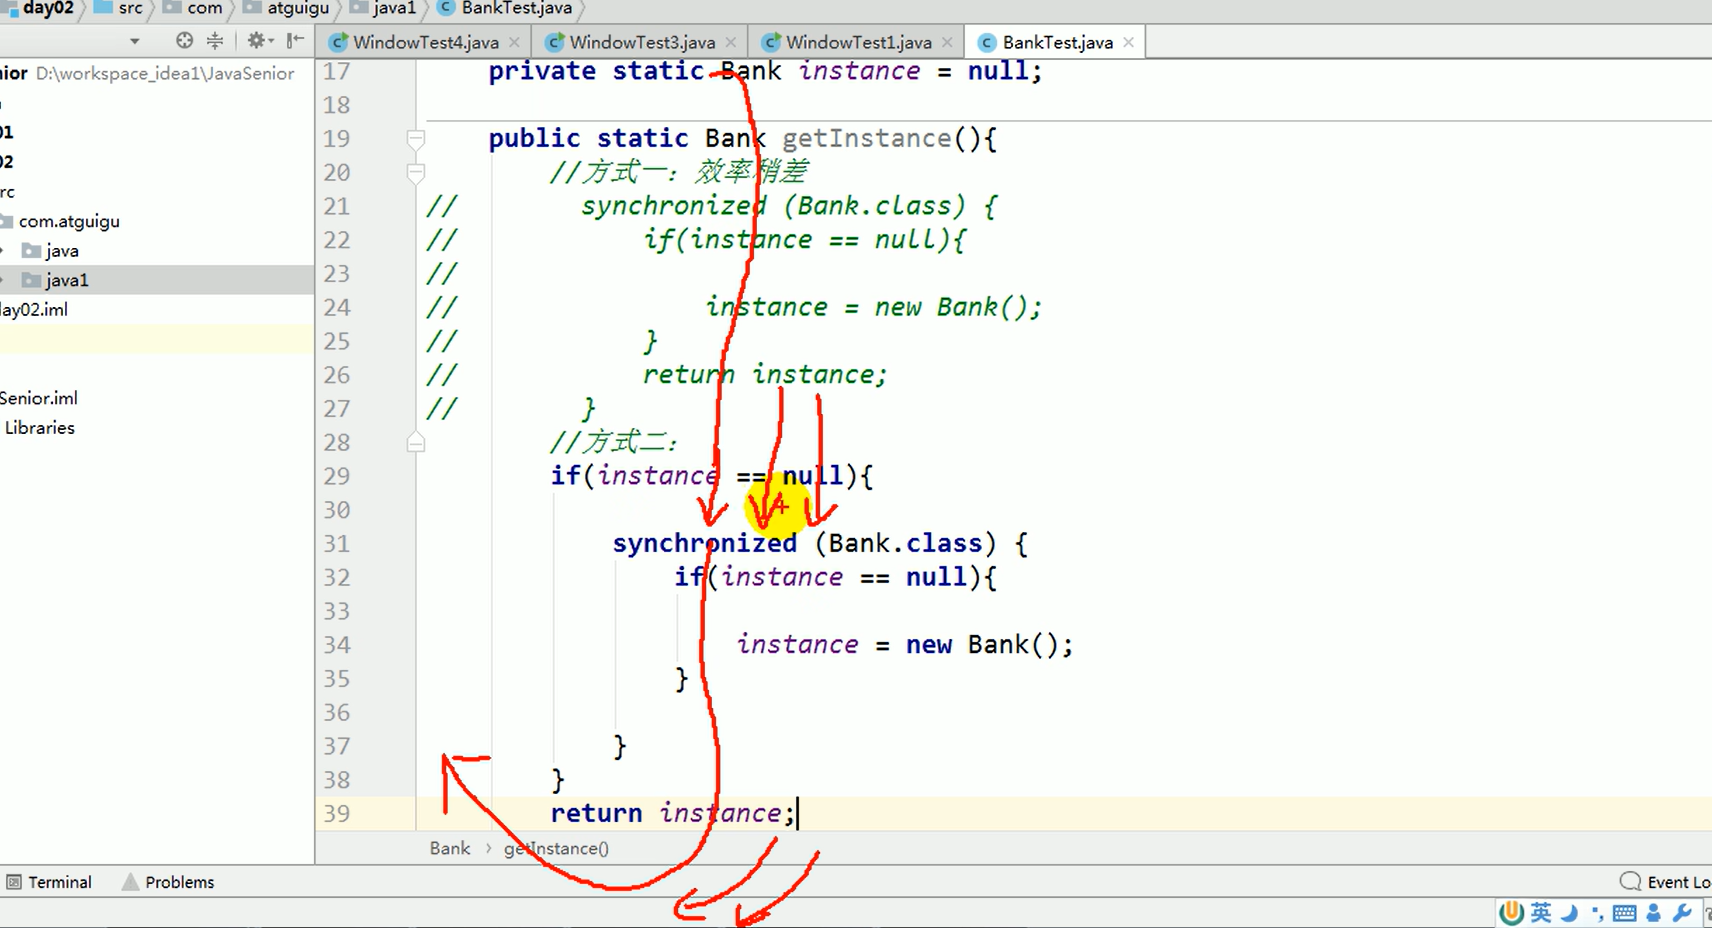 day02 src com atguigu java1 BankTest.java
WindowTest4.java WindowTest3.java WindowTest1.java BankTest.java
nior D:\workspace_idea1\JavaSenior
01
02
rc
com.atguigu
java
java1
day02.iml
Senior.iml
Libraries
17 private static Bank instance = null;
18
19 public static Bank getInstance(){
20 //方式一：效率稍差
21 // synchronized (Bank.class) {
22 // if(instance == null){
23 //
24 // instance = new Bank();
25 // }
26 // return instance;
27 // }
28 //方式二：
29 if(instance == null){
30
31 synchronized (Bank.class) {
32 if(instance == null){
33
34 instance = new Bank();
35 }
36
37 }
38 }
39 return instance;
Bank › getInstance()
Terminal Problems Event Lo
英